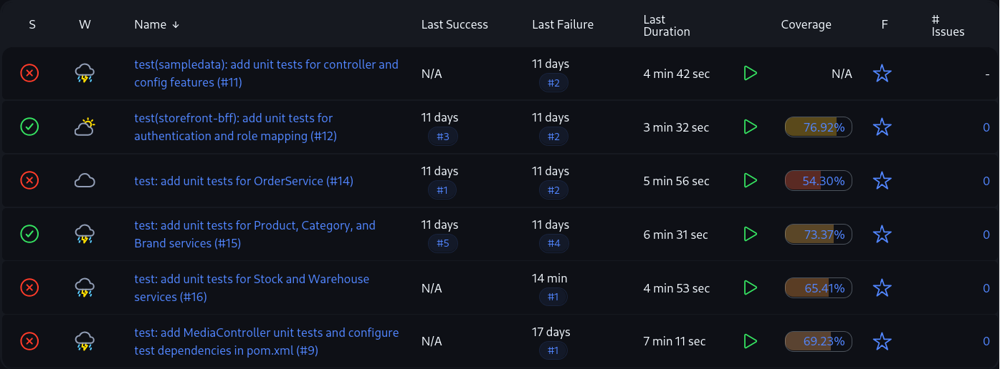 S W Name ↓ Last Success Last Failure Last Duration Coverage F # Issues
test(sampledata): add unit tests for controller and
config features (#11)
N/A
11 days
#2
4 min 42 sec
N/A
-
test(storefront-bff): add unit tests for
authentication and role mapping (#12)
11 days
#3
11 days
#2
3 min 32 sec
76.92%
0
test: add unit tests for OrderService (#14)
11 days
#1
11 days
#2
5 min 56 sec
54.30%
0
test: add unit tests for Product, Category, and
Brand services (#15)
11 days
#5
11 days
#4
6 min 31 sec
73.37%
0
test: add unit tests for Stock and Warehouse
services (#16)
N/A
14 min
#1
4 min 53 sec
65.41%
0
test: add MediaController unit tests and configure
test dependencies in pom.xml (#9)
N/A
17 days
#1
7 min 11 sec
69.23%
0